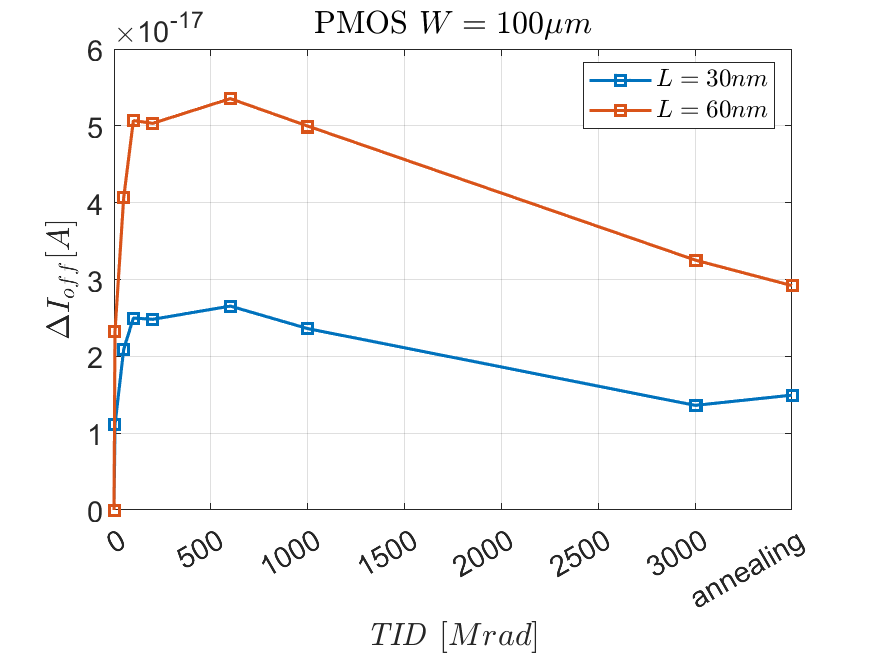 PMOS W = 100μm
×10-17
L = 30nm
L = 60nm
6
5
4
3
2
1
0
ΔIoff[A]
0 500 1000 1500 2000 2500 3000 annealing
TID [Mrad]